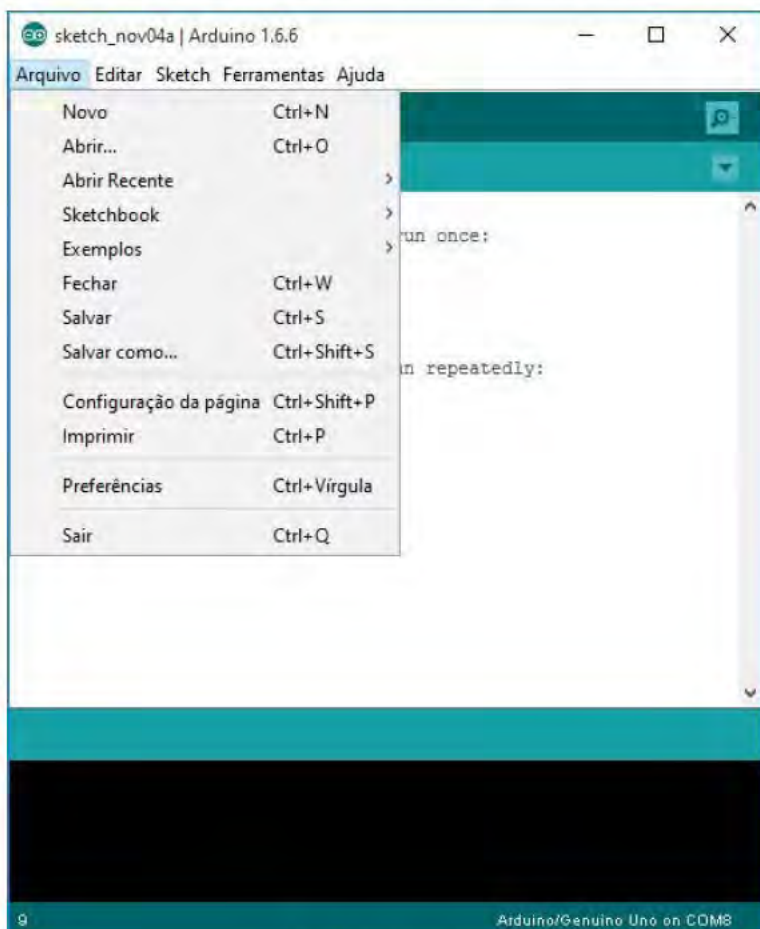 sketch_nov04a | Arduino 1.6.6
Arquivo Editar Sketch Ferramentas Ajuda
Novo Ctrl+N
Abrir... Ctrl+O
Abrir Recente
Sketchbook
Exemplos
run once:
Fechar Ctrl+W
Salvar Ctrl+S
Salvar como... Ctrl+Shift+S
n repeatedly:
Configuração da página Ctrl+Shift+P
Imprimir Ctrl+P
Preferências Ctrl+Vírgula
Sair Ctrl+Q
9 Arduino/Genuino Uno on COM8